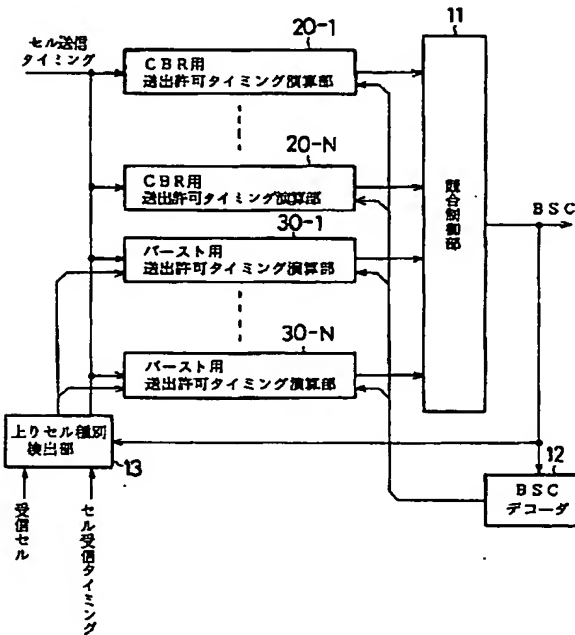 セル送信
タイミング
20-1
CBR用
送出許可タイミング演算部
11
20-N
CBR用
送出許可タイミング演算部
30-1
バースト用
送出許可タイミング演算部
競合制御部
BSC
30-N
バースト用
送出許可タイミング演算部
上りセル種別
検出部
13
12
BSC
デコーダ
受信セル
セル受信タイミング